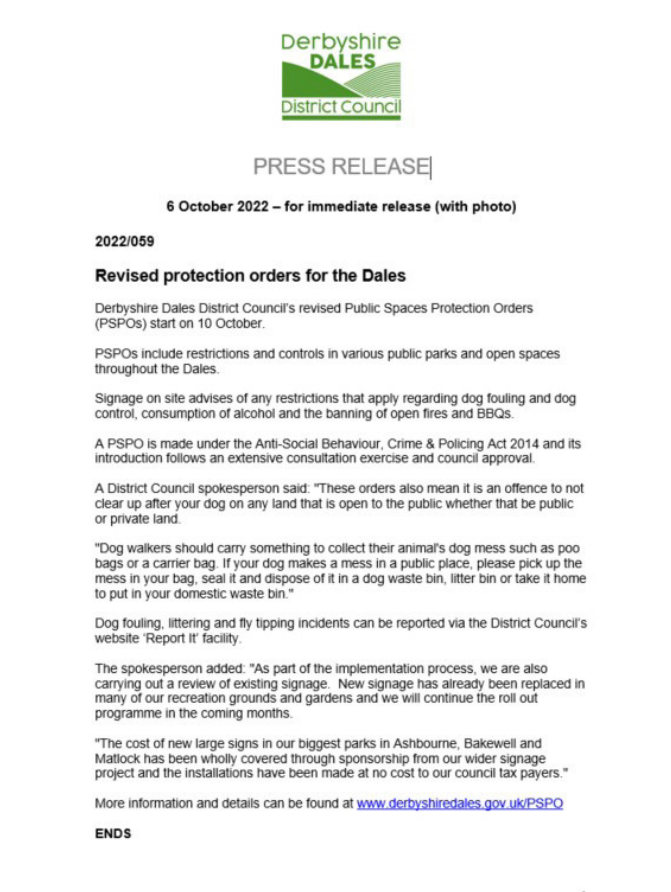 Derbyshire
DALES
District Council
PRESS RELEASE
6 October 2022 – for immediate release (with photo)
2022/059
Revised protection orders for the Dales
Derbyshire Dales District Council's revised Public Spaces Protection Orders
(PSPOs) start on 10 October.
PSPOs include restrictions and controls in various public parks and open spaces
throughout the Dales.
Signage on site advises of any restrictions that apply regarding dog fouling and dog
control, consumption of alcohol and the banning of open fires and BBQs.
A PSPO is made under the Anti-Social Behaviour, Crime & Policing Act 2014 and its
introduction follows an extensive consultation exercise and council approval.
A District Council spokesperson said: "These orders also mean it is an offence to not
clear up after your dog on any land that is open to the public whether that be public
or private land.
"Dog walkers should carry something to collect their animal's dog mess such as poo
bags or a carrier bag. If your dog makes a mess in a public place, please pick up the
mess in your bag, seal it and dispose of it in a dog waste bin, litter bin or take it home
to put in your domestic waste bin."
Dog fouling, littering and fly tipping incidents can be reported via the District Council's
website 'Report It' facility.
The spokesperson added: "As part of the implementation process, we are also
carrying out a review of existing signage. New signage has already been replaced in
many of our recreation grounds and gardens and we will continue the roll out
programme in the coming months.
"The cost of new large signs in our biggest parks in Ashbourne, Bakewell and
Matlock has been wholly covered through sponsorship from our wider signage
project and the installations have been made at no cost to our council tax payers."
More information and details can be found at www.derbyshiredales.gov.uk/PSPO
ENDS